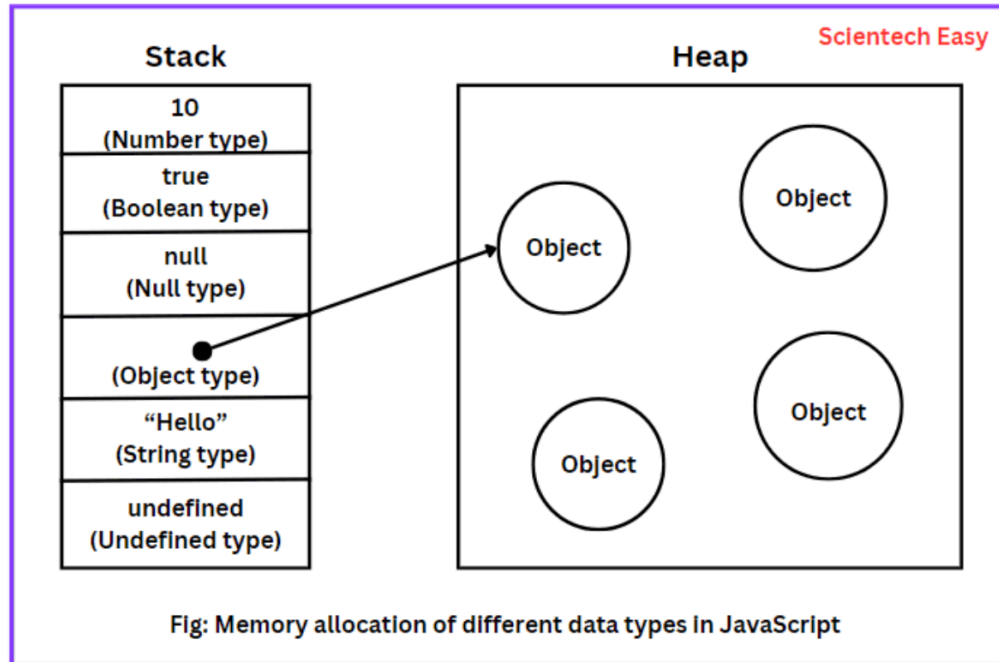 Scientech Easy
Stack
10
(Number type)
true
(Boolean type)
null
(Null type)
(Object type)
“Hello”
(String type)
undefined
(Undefined type)
Heap
Object
Object
Object
Object
Fig: Memory allocation of different data types in JavaScript